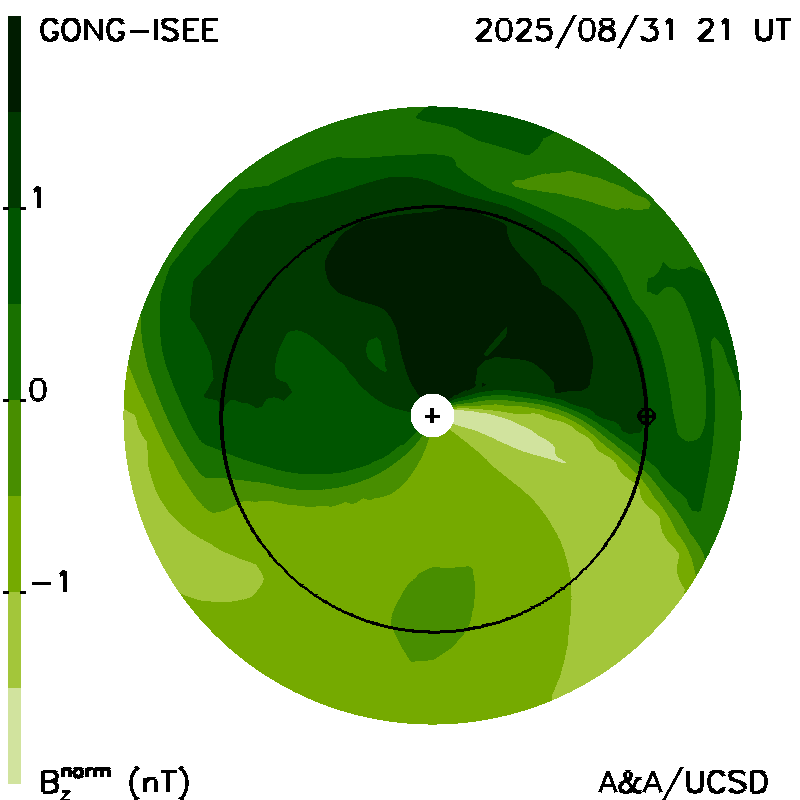 GONG-ISEE 2025/08/31 21 UT
1
0
-1
B_z^norm (nT) A&A/UCSD